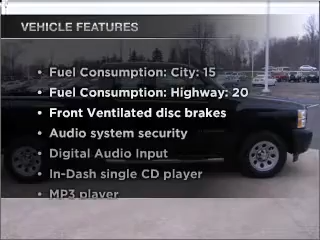 VEHICLE FEATURES
• Fuel Consumption: City: 15
• Fuel Consumption: Highway: 20
• Front Ventilated disc brakes
• Audio system security
• Digital Audio Input
• In-Dash single CD player
• MP3 player